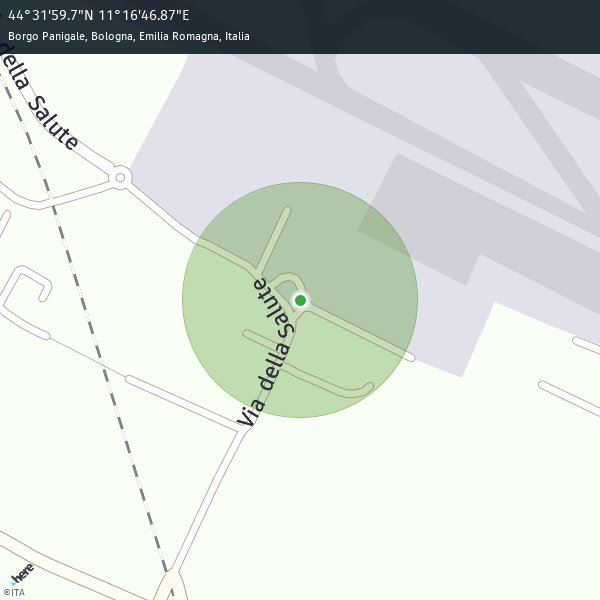 44°31'59.7"N 11°16'46.87"E
Borgo Panigale, Bologna, Emilia Romagna, Italia
della Salute
Via della Salute
here
©ITA